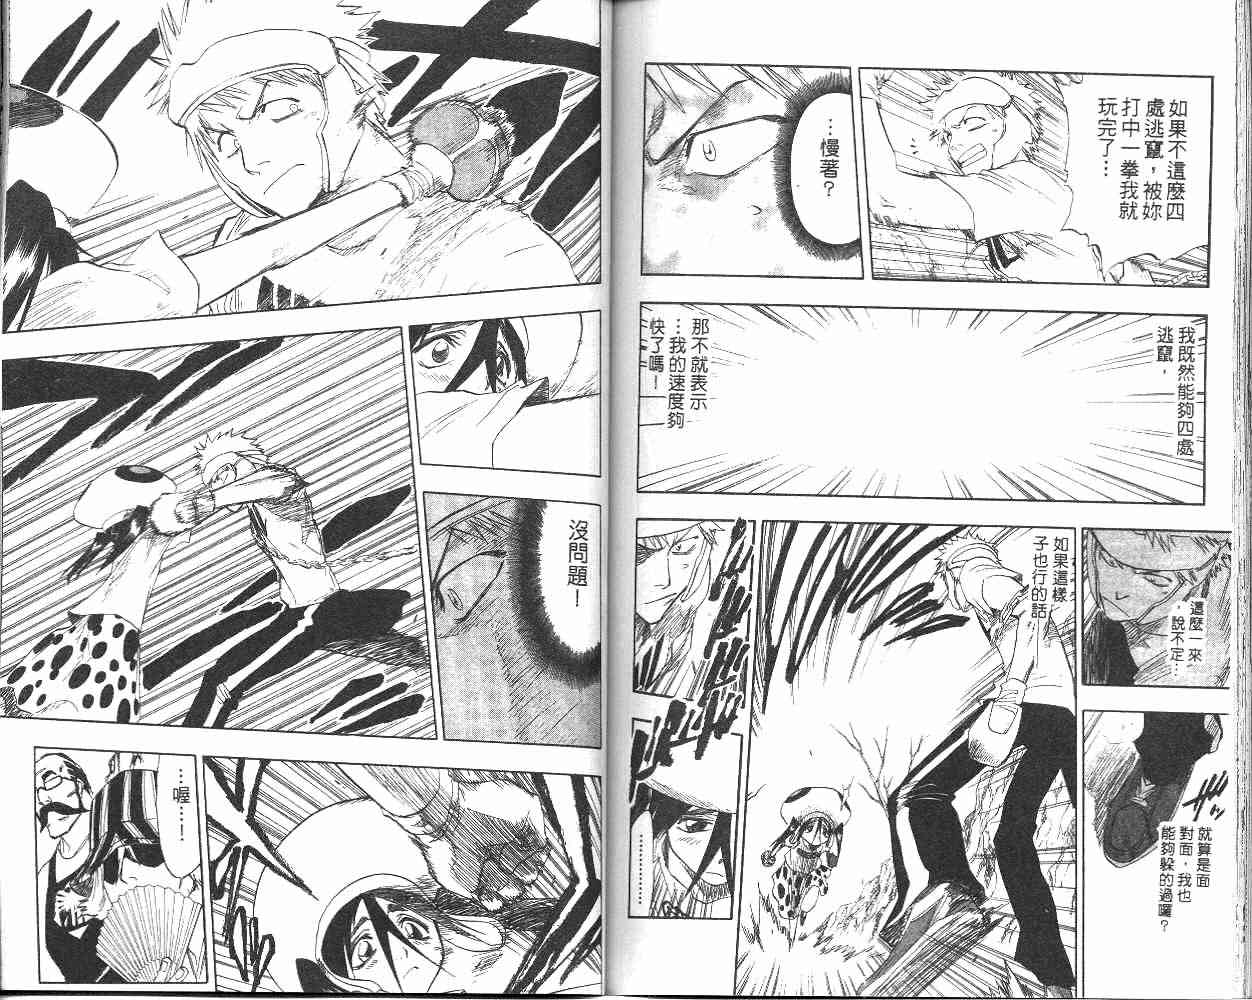 如果不這麼四
處逃竄，被妳
打中一拳我就
玩完了…
…慢著？
我既然能夠四處
逃竄，
那不就表示
…我的速度夠
快了嗎！
這麼一來
，說不定…
如果這樣
子也行的話
就算是面
對面，我也
能夠躲的過囉？
…………
沒問題！
…喔…！